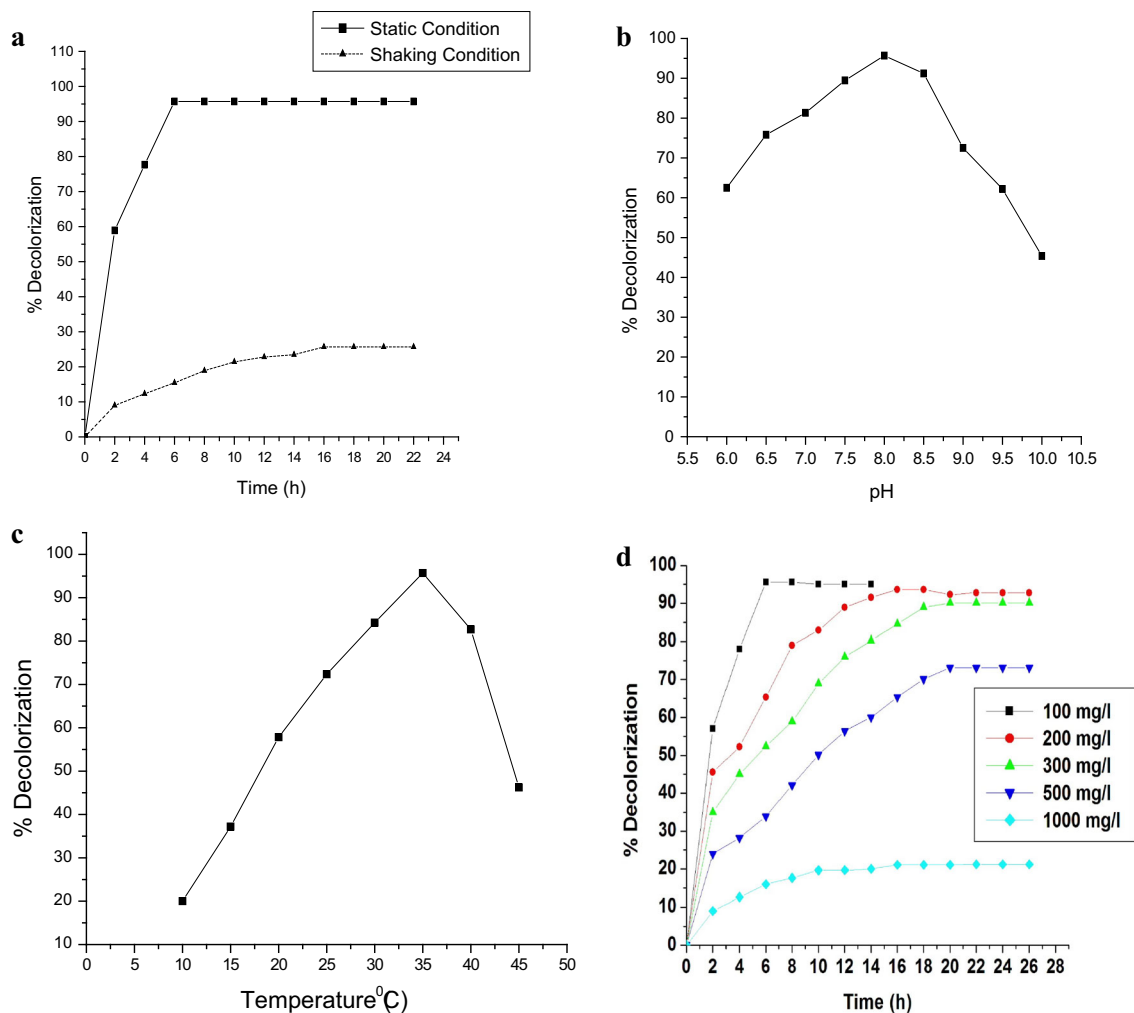 a
Static Condition
Shaking Condition
110
100
90
80
70
60
50
40
30
20
10
0
% Decolorization
0 2 4 6 8 10 12 14 16 18 20 22 24
Time (h)
b
100
90
80
70
60
50
40
30
20
10
0
% Decolorization
5.5 6.0 6.5 7.0 7.5 8.0 8.5 9.0 9.5 10.0 10.5
pH
c
100
90
80
70
60
50
40
30
20
10
% Decolorization
0 5 10 15 20 25 30 35 40 45 50
Temperature⁰C)
d
100
90
80
70
60
50
40
30
20
10
0
% Decolorization
0 2 4 6 8 10 12 14 16 18 20 22 24 26 28
Time (h)
100 mg/l
200 mg/l
300 mg/l
500 mg/l
1000 mg/l